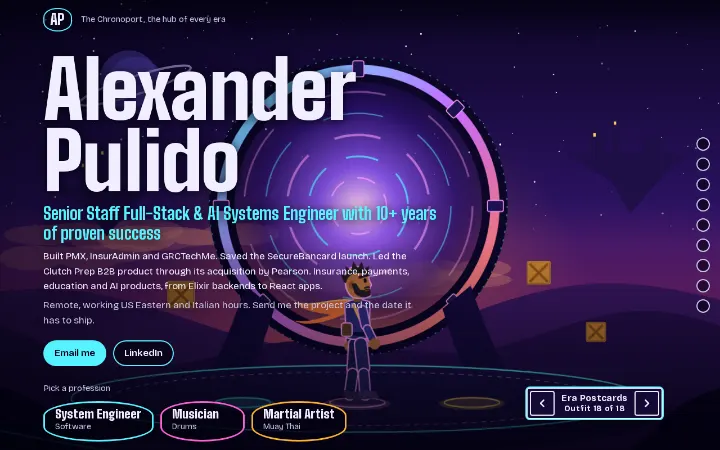 AP
The Chronoport, the hub of every era
Alexander
Pulido
Senior Staff Full-Stack & AI Systems Engineer with 10+ years
of proven success
Built PMX, InsurAdmin and GRCTechMe. Saved the SecureBancard launch. Led the
Clutch Prep B2B product through its acquisition by Pearson. Insurance, payments,
education and AI products, from Elixir backends to React apps.
Remote, working US Eastern and Italian hours. Send me the project and the date it
has to ship.
Email me
LinkedIn
Pick a profession
System Engineer
Software
Musician
Drums
Martial Artist
Muay Thai
Era Postcards
Outfit 18 of 18